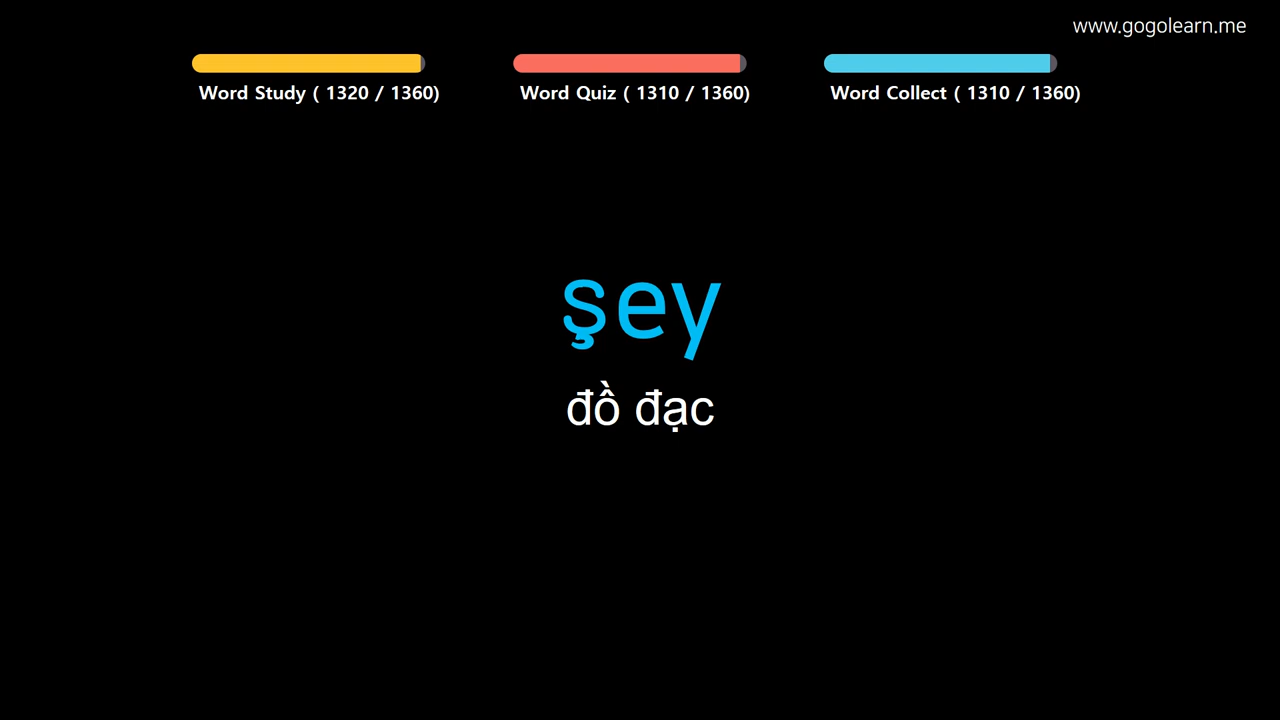 www.gogolearn.me
Word Study ( 1320 / 1360)
Word Quiz ( 1310 / 1360)
Word Collect ( 1310 / 1360)
şey
đồ đạc